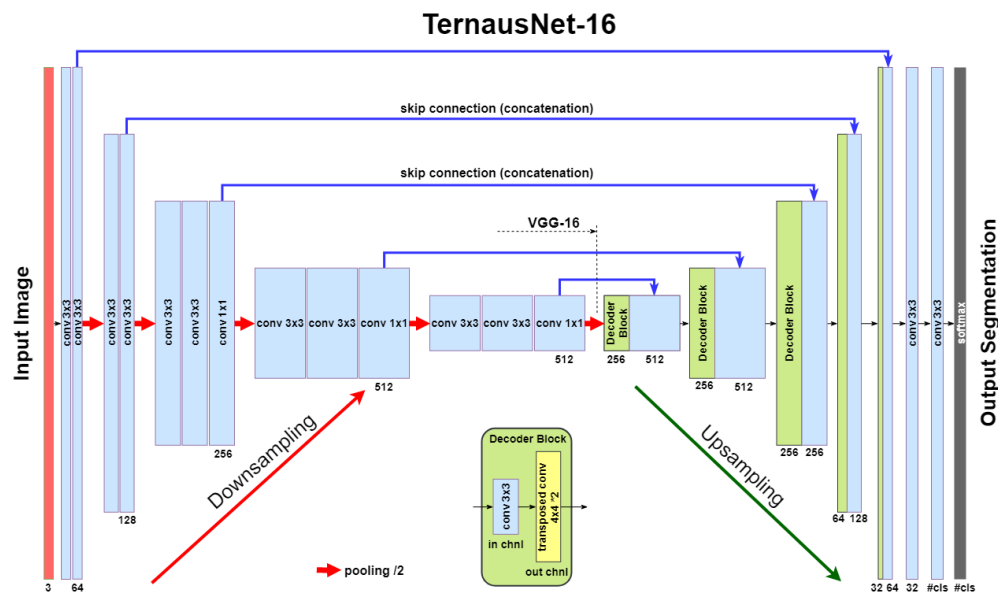 TernausNet-16
skip connection (concatenation)
skip connection (concatenation)
VGG-16
Input Image
conv 3x3
conv 3x3
conv 3x3
conv 3x3
conv 3x3
conv 3x3
conv 1x1
conv 3x3
conv 3x3
conv 1x1
conv 3x3
conv 3x3
conv 1x1
Decoder
Block
Decoder Block
Decoder Block
conv 3x3
conv 3x3
softmax
Output Segmentation
512
256
512
512
256
512
256
256
256
128
64
128
Downsampling
Upsampling
Decoder Block
conv 3x3
transposed conv
4x4 ^2
in chnl
out chnl
pooling /2
3
64
32
64
32
#cls
#cls